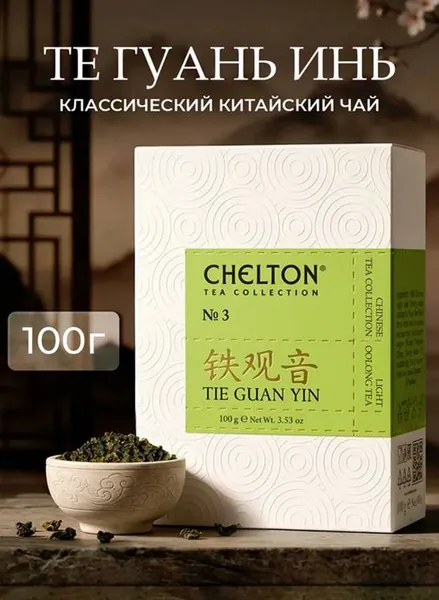 ТЕ ГУАНЬ ИНЬ
КЛАССИЧЕСКИЙ КИТАЙСКИЙ ЧАЙ
100г
CHELTON®
TEA COLLECTION
№ 3
铁观音
TIE GUAN YIN
100 g ℮ Net Wt. 3.53 oz
CHINESE
TEA COLLECTION
LIGHT
OOLONG TEA